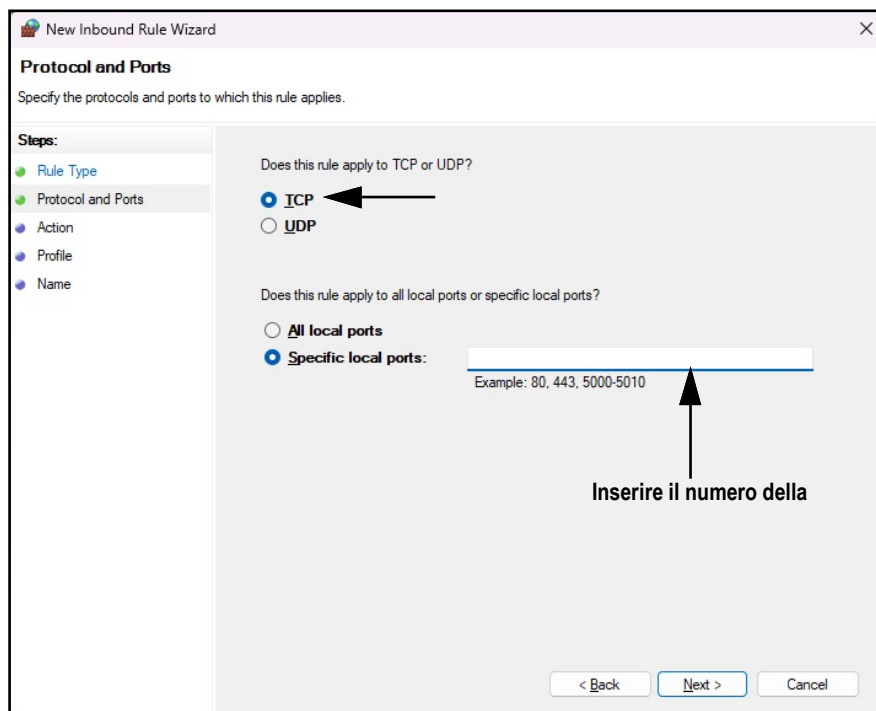 New Inbound Rule Wizard
Protocol and Ports
Specify the protocols and ports to which this rule applies.
Steps:
Rule Type
Protocol and Ports
Action
Profile
Name
Does this rule apply to TCP or UDP?
TCP
UDP
Does this rule apply to all local ports or specific local ports?
All local ports
Specific local ports:
Example: 80, 443, 5000-5010
Inserire il numero della
< Back Next > Cancel